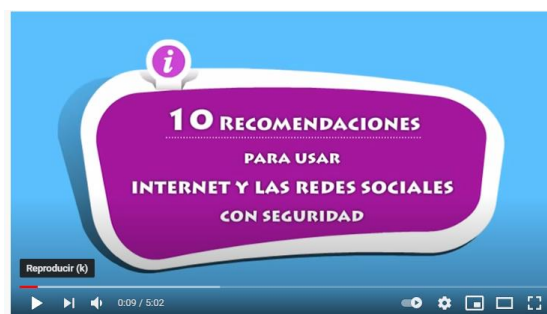 i
10 RECOMENDACIONES
PARA USAR
INTERNET Y LAS REDES SOCIALES
CON SEGURIDAD
Reproducir (k)
0:09 / 5:02